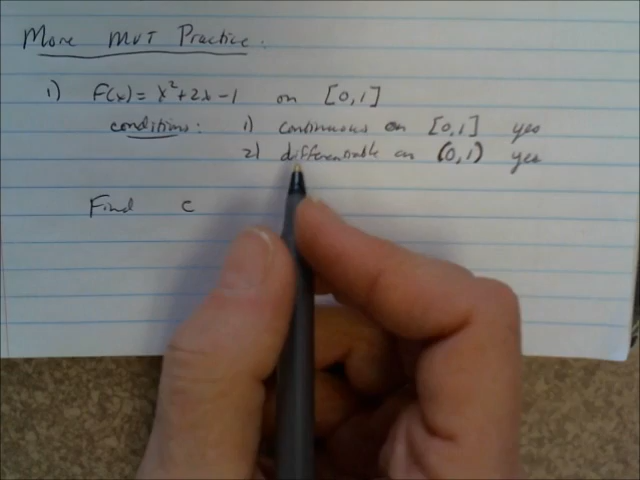 More MVT Practice:
1) F(x) = x²+2x-1 on [0,1]
conditions: 1) continuous on [0,1] yes
2) differentiable on (0,1) yes
Find c